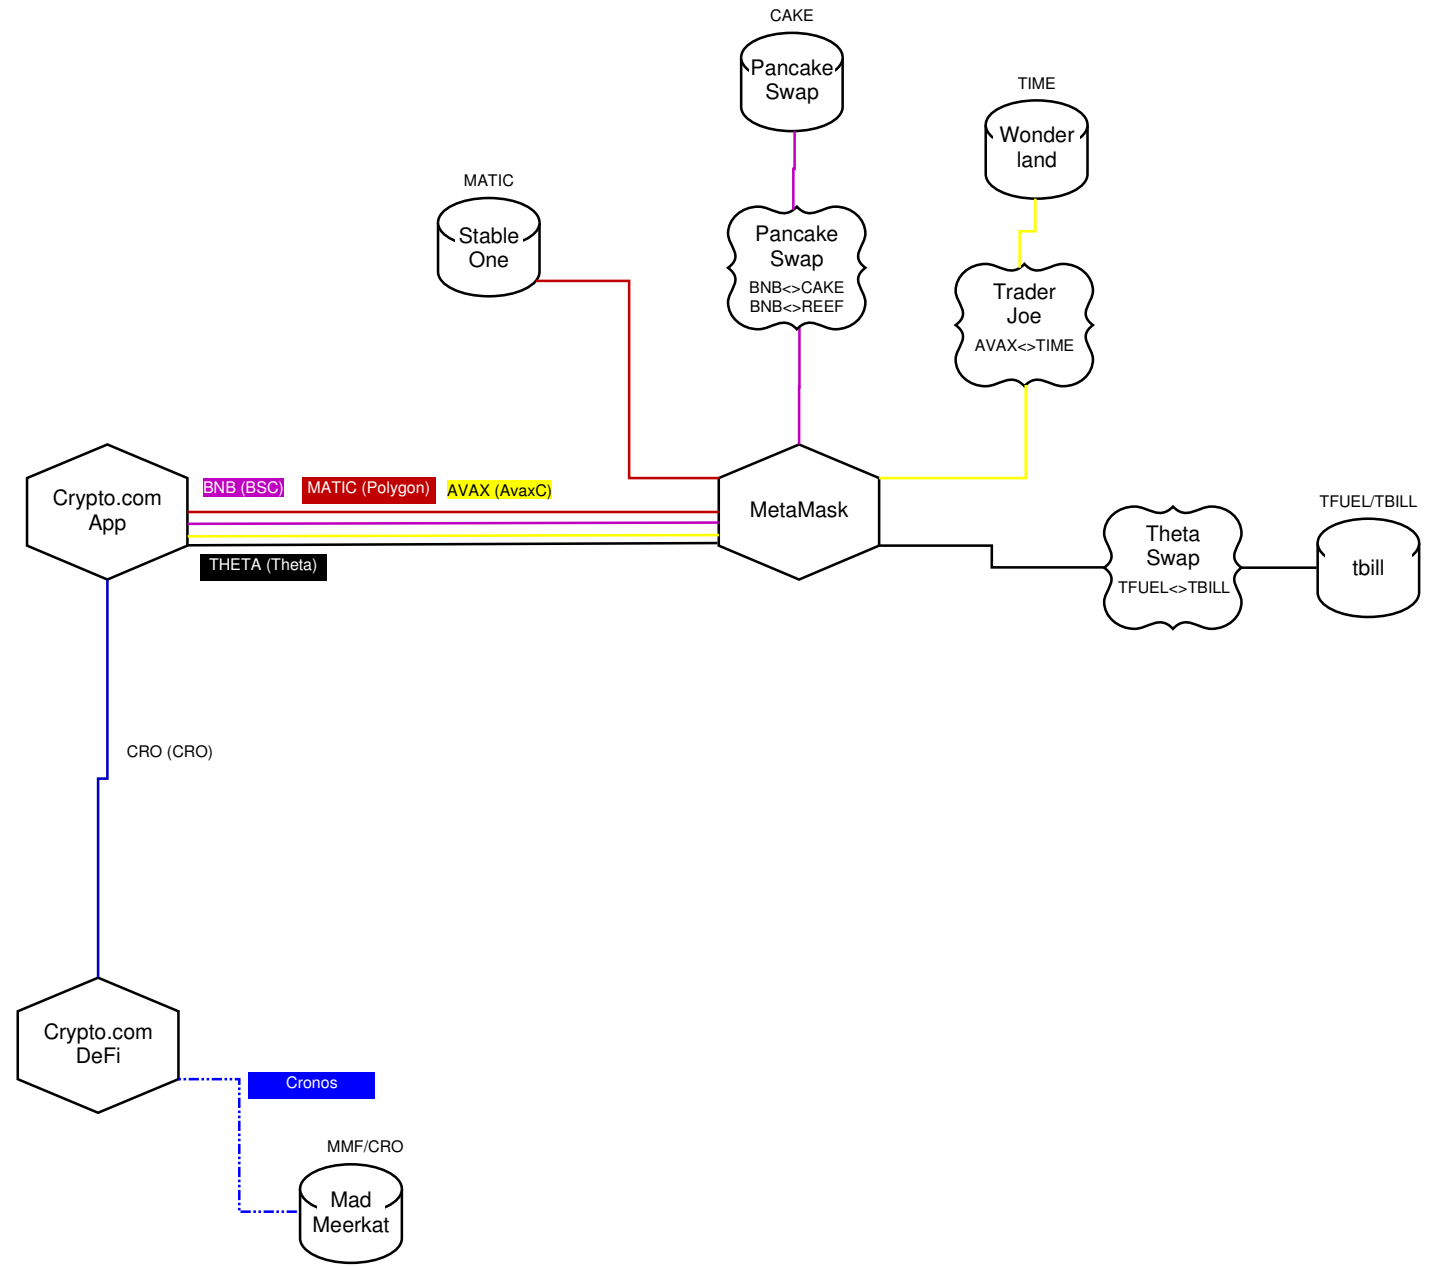 CAKE
Pancake
Swap
TIME
Wonder
land
MATIC
Stable
One
Pancake
Swap
BNB<>CAKE
BNB<>REEF
Trader
Joe
AVAX<>TIME
Crypto.com
App
BNB (BSC)
MATIC (Polygon)
AVAX (AvaxC)
THETA (Theta)
MetaMask
Theta
Swap
TFUEL<>TBILL
TFUEL/TBILL
tbill
CRO (CRO)
Crypto.com
DeFi
Cronos
MMF/CRO
Mad
Meerkat